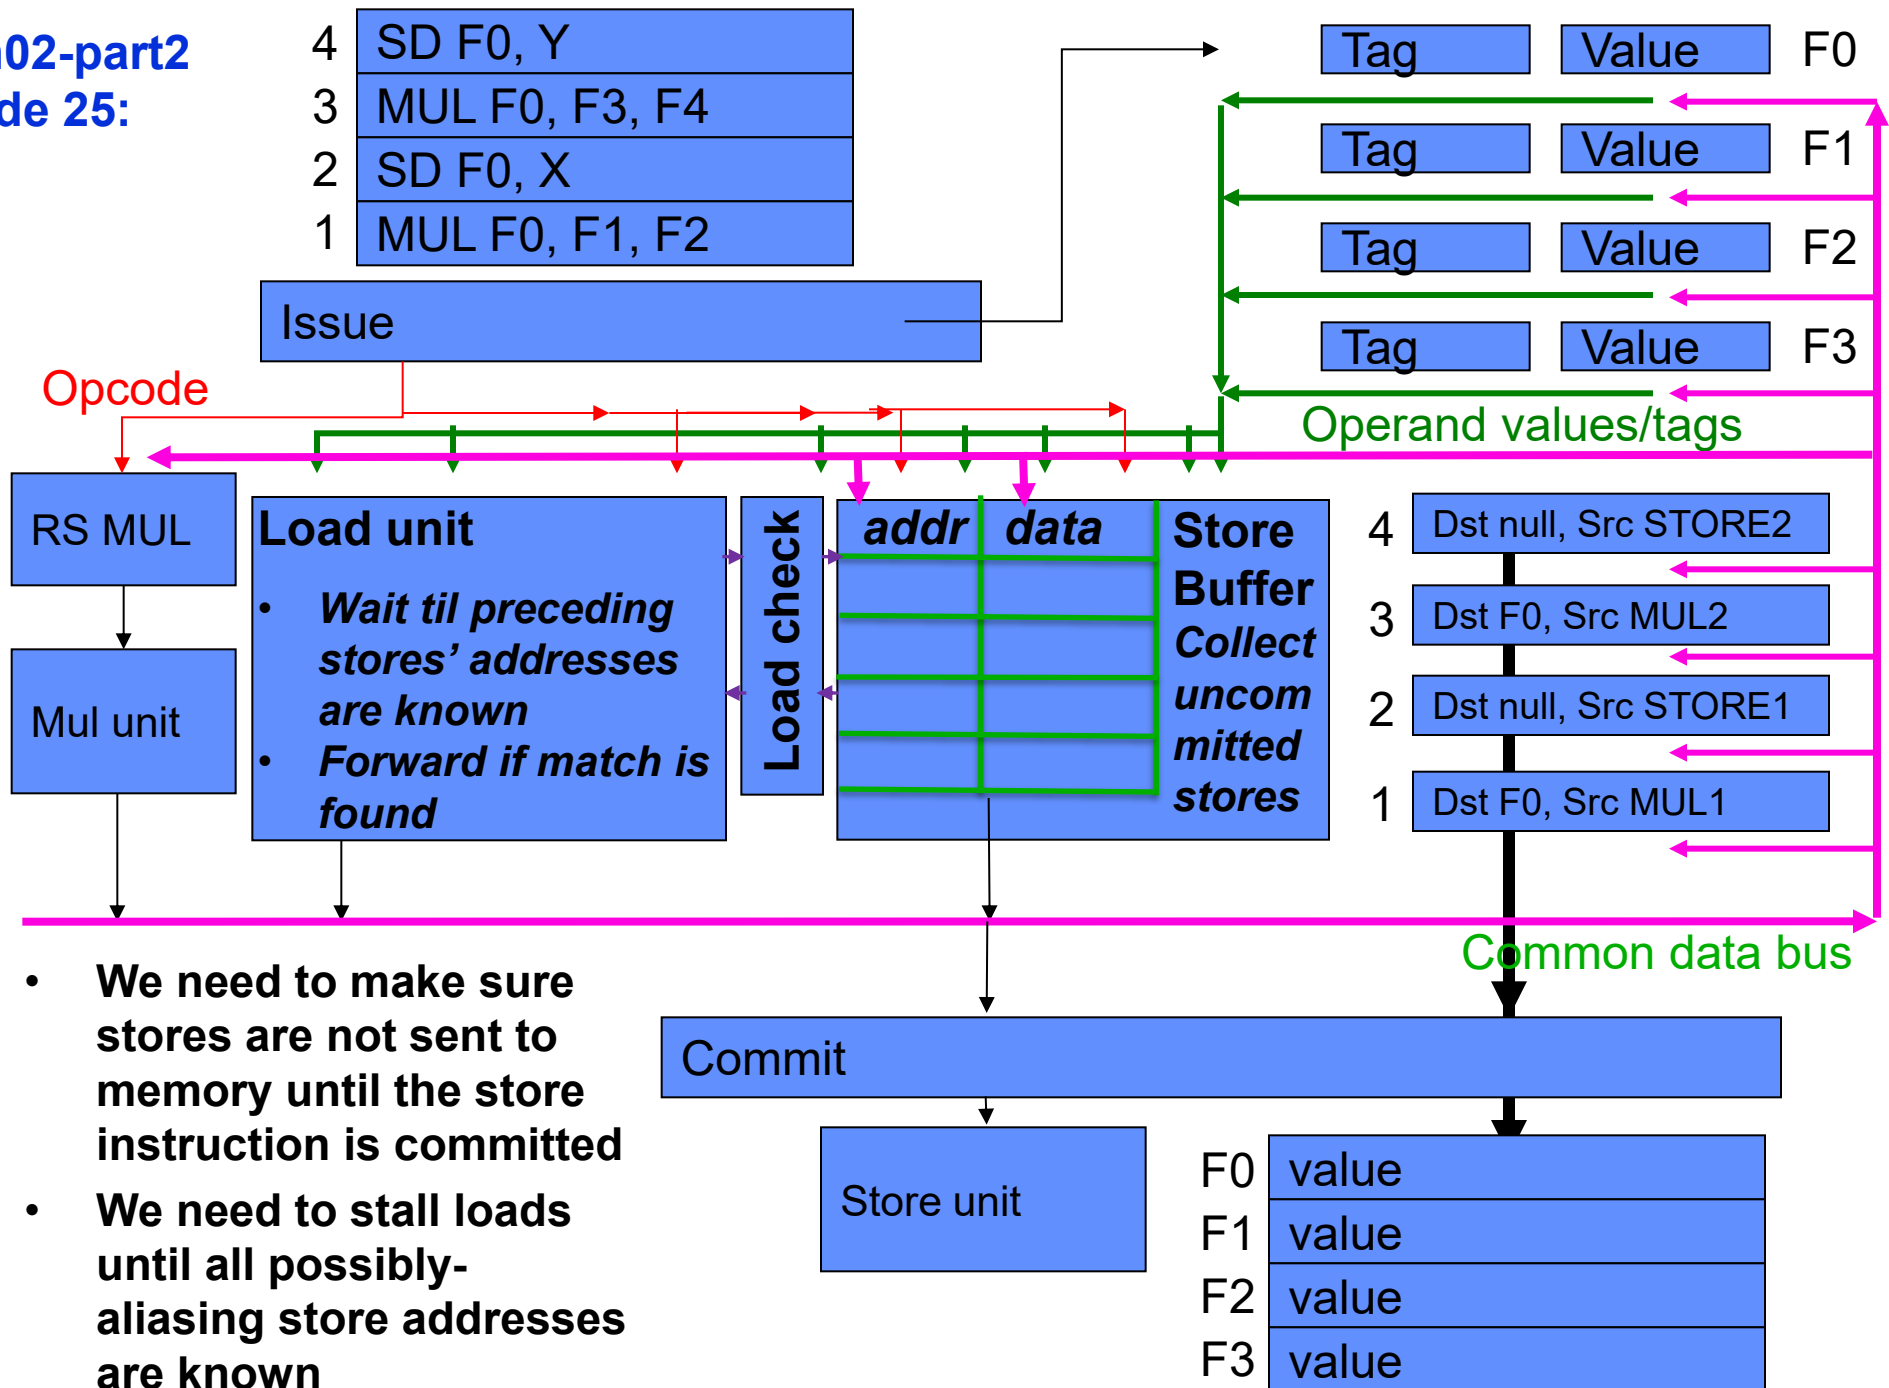 n02-part2
de 25:
4 SD F0, Y
3 MUL F0, F3, F4
2 SD F0, X
1 MUL F0, F1, F2
Issue
Tag Value F0
Tag Value F1
Tag Value F2
Tag Value F3
Opcode
Operand values/tags
RS MUL
Mul unit
Load unit
• Wait til preceding
stores’ addresses
are known
• Forward if match is
found
Load check
addr data
Store
Buffer
Collect
uncom
mitted
stores
4 Dst null, Src STORE2
3 Dst F0, Src MUL2
2 Dst null, Src STORE1
1 Dst F0, Src MUL1
Common data bus
• We need to make sure
stores are not sent to
memory until the store
instruction is committed
• We need to stall loads
until all possibly-
aliasing store addresses
are known
Commit
Store unit
F0 value
F1 value
F2 value
F3 value